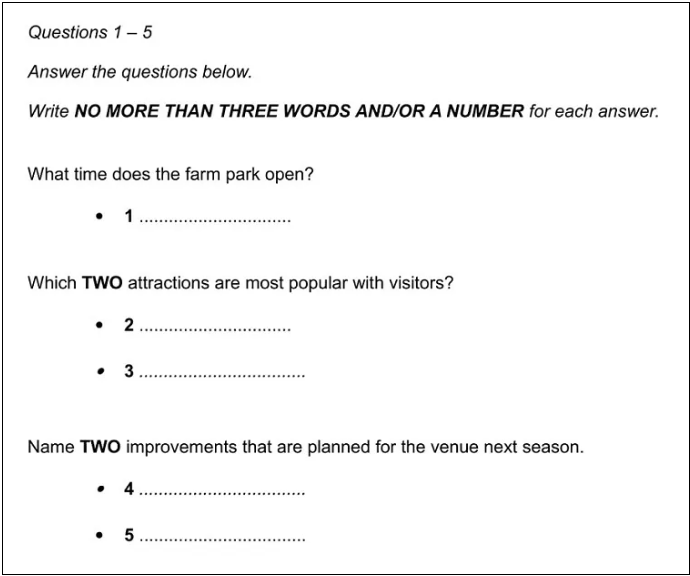 Questions 1 – 5
Answer the questions below.
Write NO MORE THAN THREE WORDS AND/OR A NUMBER for each answer.
What time does the farm park open?
• 1 ...............................
Which TWO attractions are most popular with visitors?
• 2 ...............................
• 3 ..................................
Name TWO improvements that are planned for the venue next season.
• 4 ..................................
• 5 ..................................